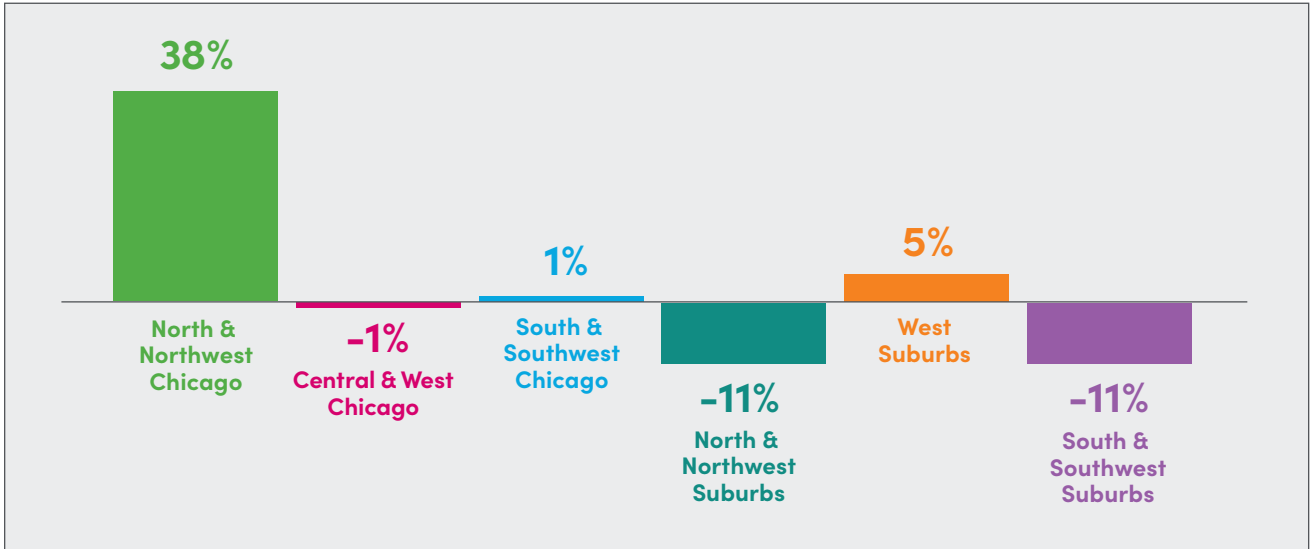 38%
North &
Northwest
Chicago
-1%
Central & West
Chicago
1%
South &
Southwest
Chicago
-11%
North &
Northwest
Suburbs
5%
West
Suburbs
-11%
South &
Southwest
Suburbs